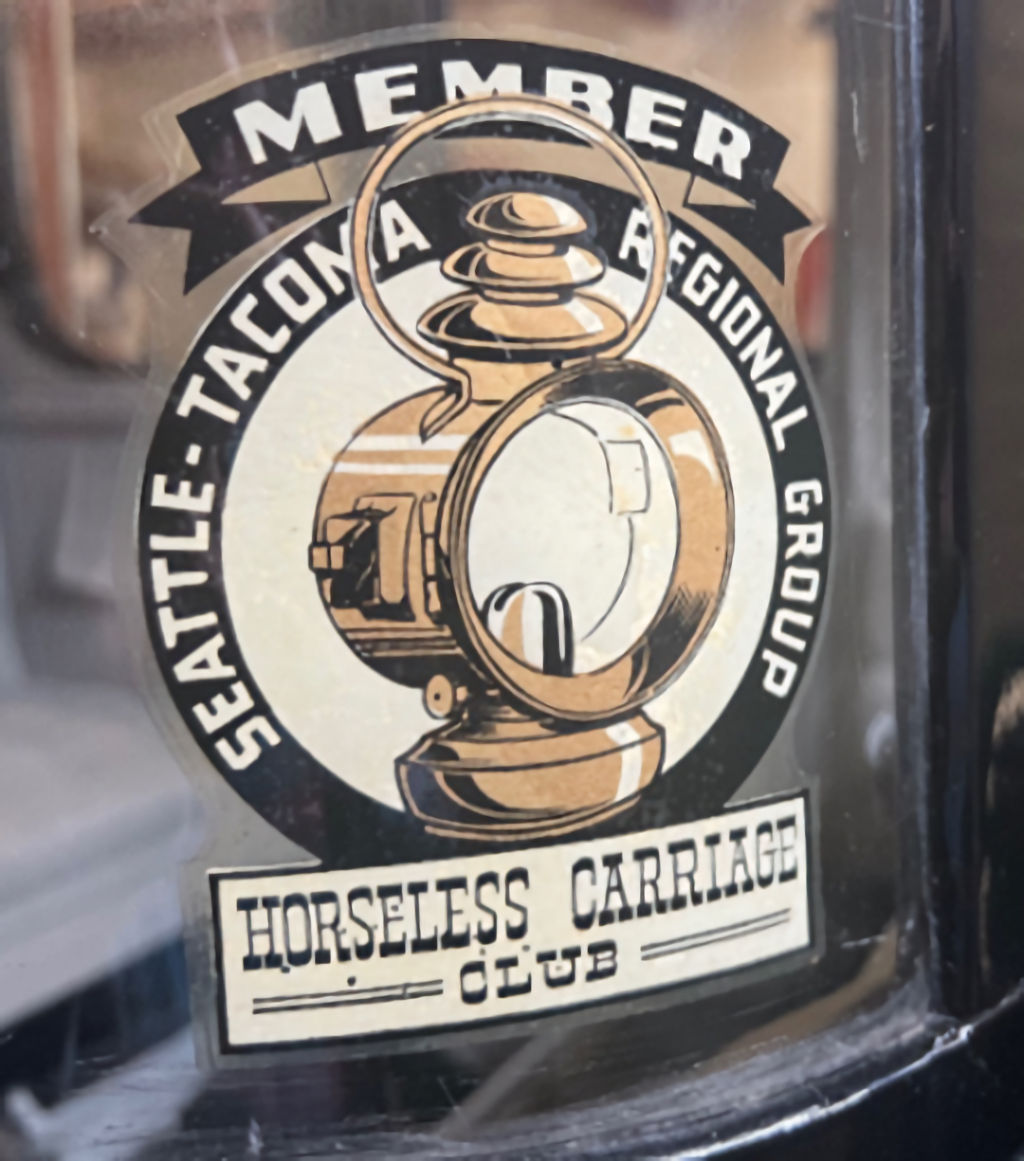 MEMBER
SEATTLE-TACOMA REGIONAL GROUP
HORSELESS CARRIAGE
CLUB